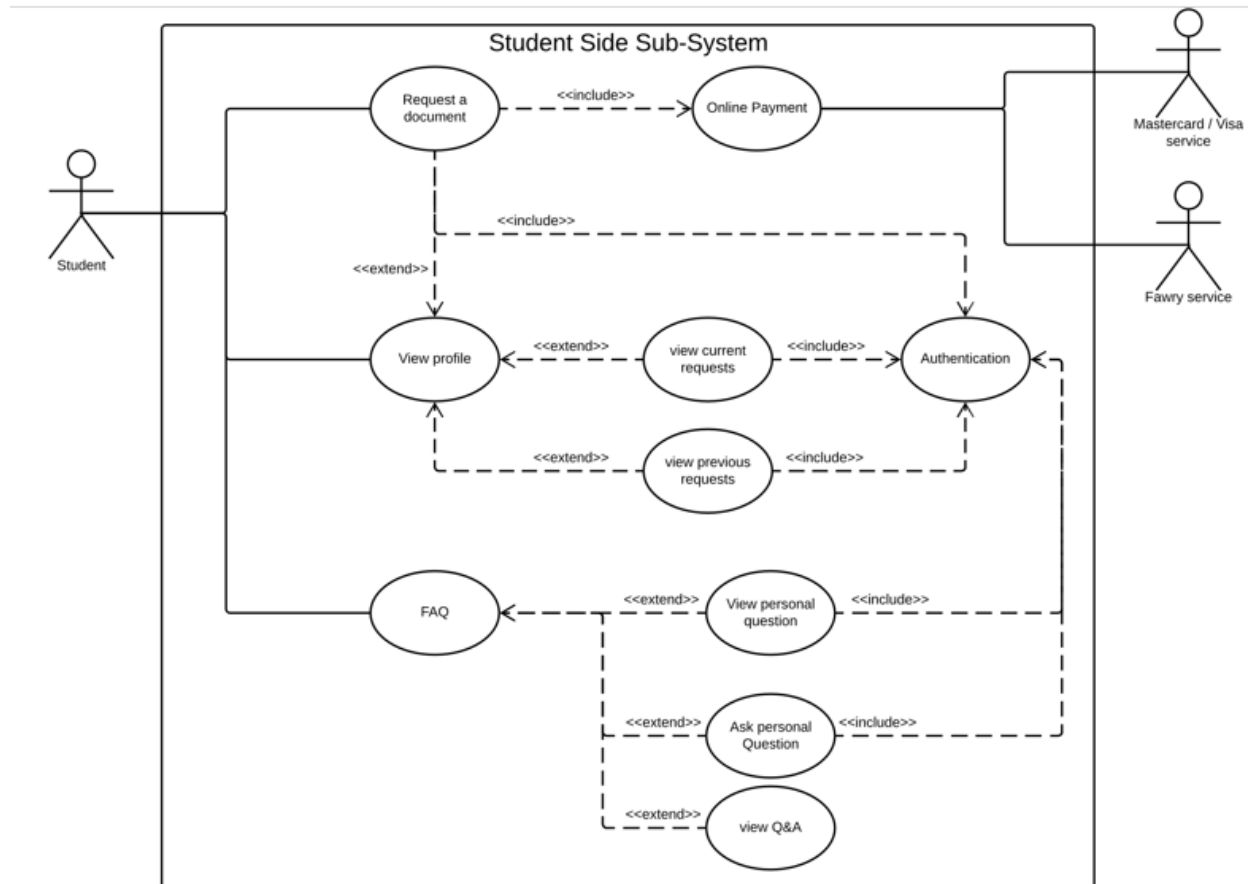 Student Side Sub-System
Request a
document
<<include>>
Online Payment
Mastercard / Visa
service
Student
<<include>>
<<extend>>
Fawry service
View profile
<<extend>>
view current
requests
<<include>>
Authentication
<<extend>>
view previous
requests
<<include>>
FAQ
<<extend>>
View personal
question
<<include>>
<<extend>>
Ask personal
Question
<<include>>
<<extend>>
view Q&A